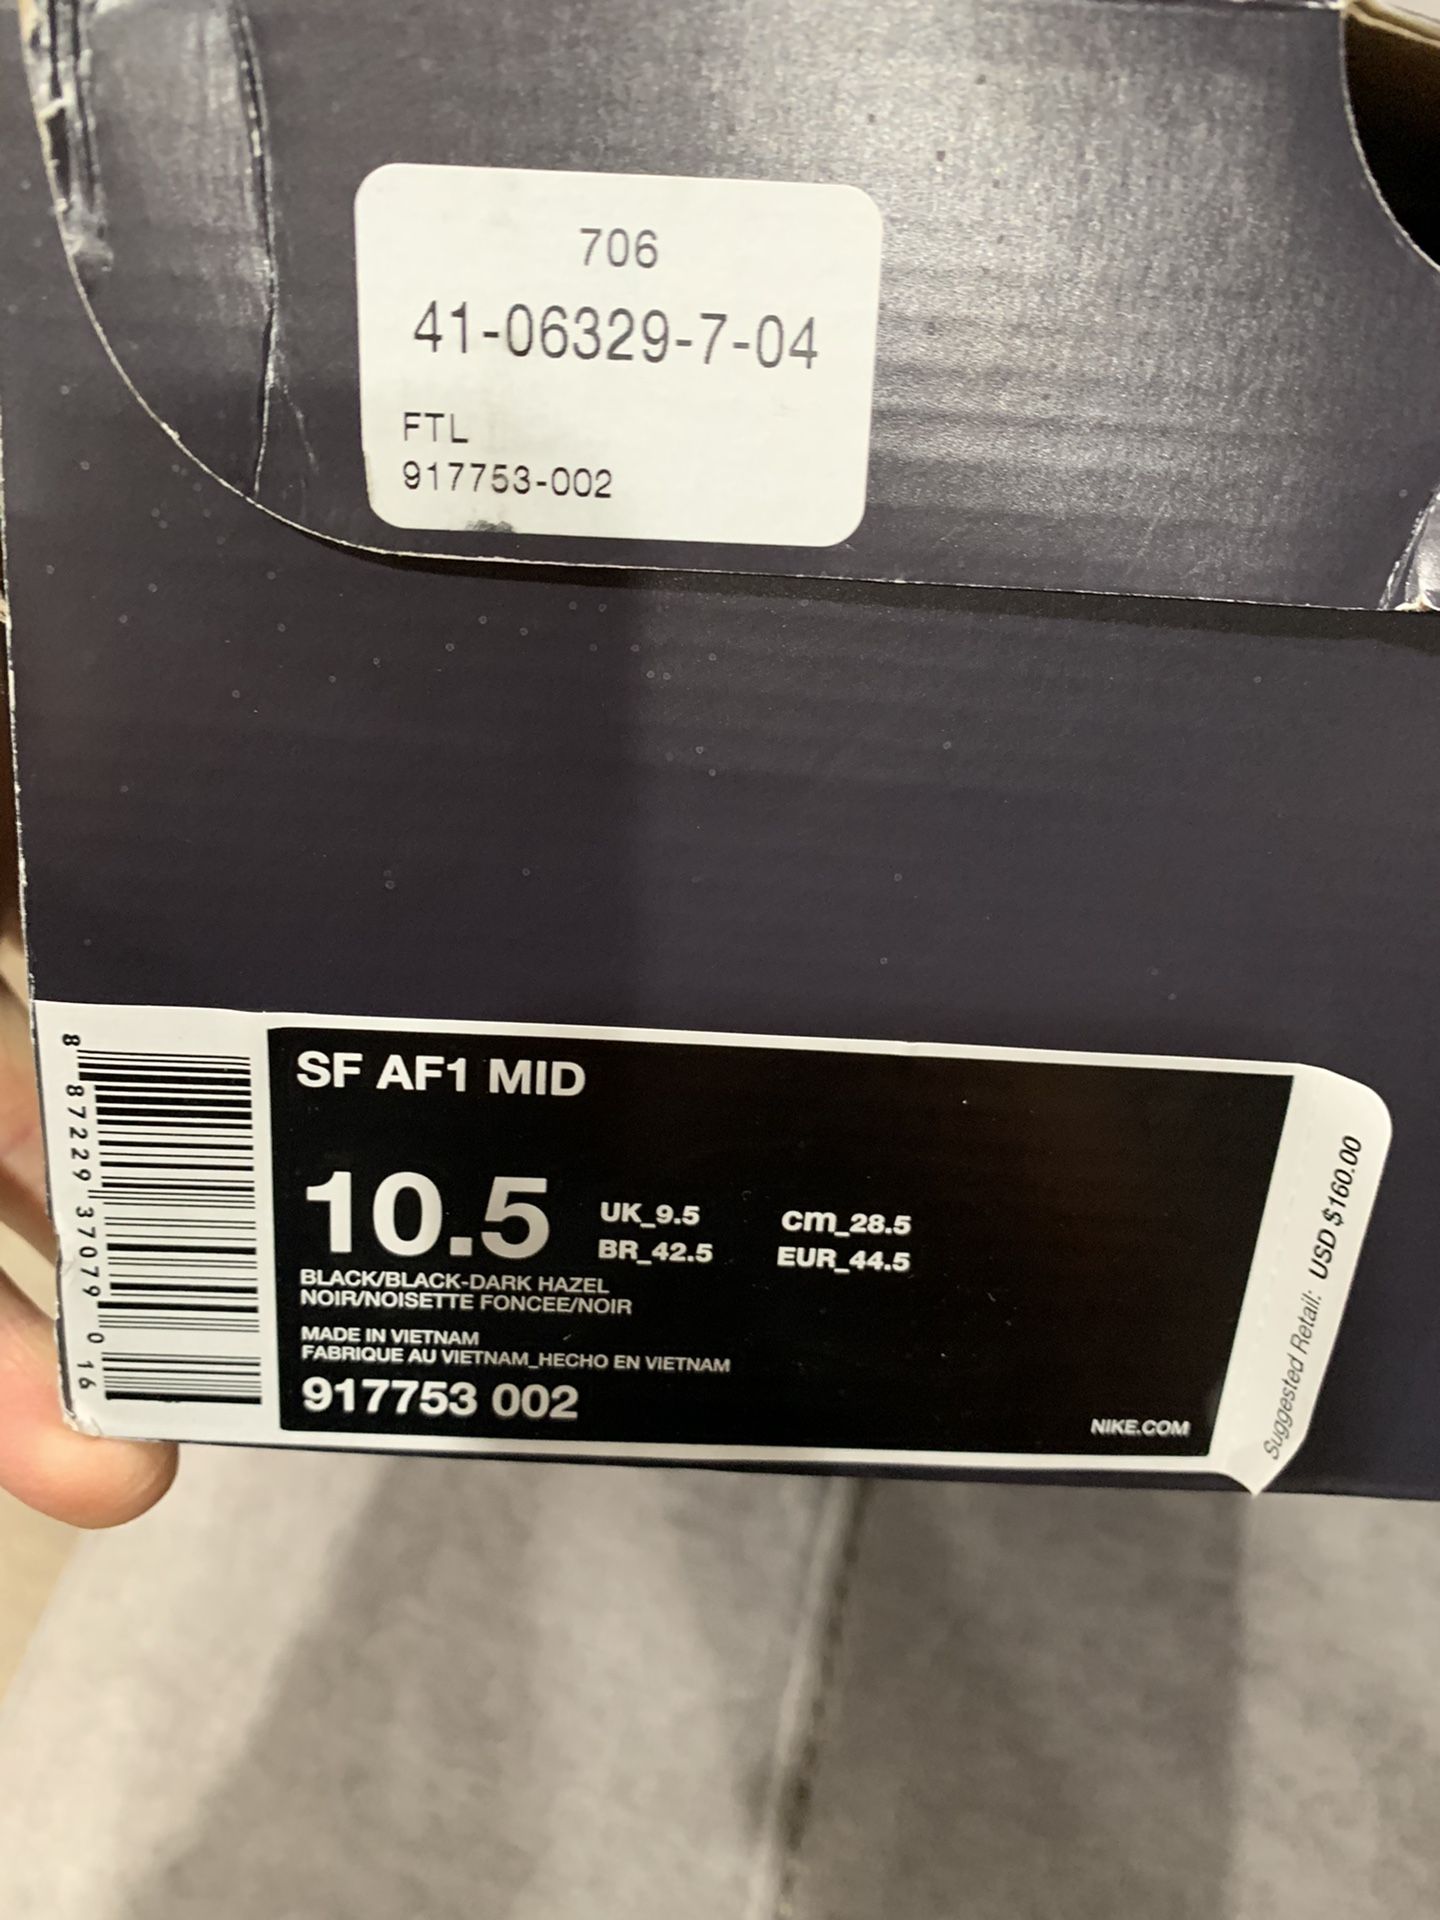 706
41-06329-7-04
FTL
917753-002
SF AF1 MID
10.5
UK_9.5
cm_28.5
BR_42.5
EUR_44.5
BLACK/BLACK-DARK HAZEL
NOIR/NOISETTE FONCEE/NOIR
MADE IN VIETNAM
FABRIQUE AU VIETNAM_HECHO EN VIETNAM
917753 002
NIKE.COM
8 87229 37079 0 16
Suggested Retail: USD $160.00